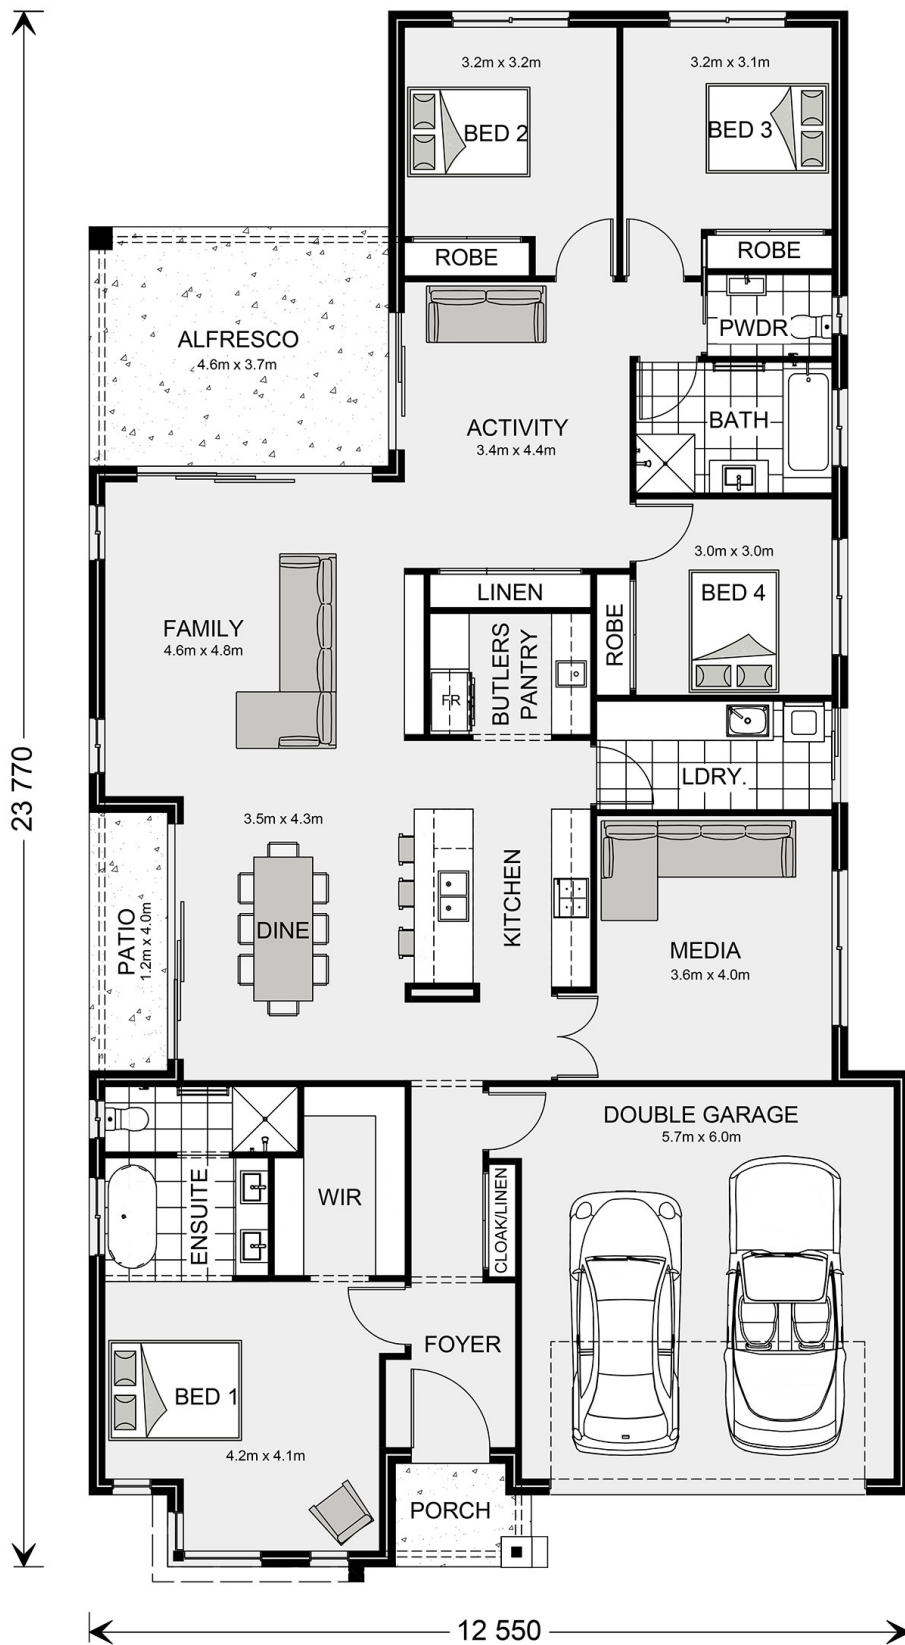 3.2m x 3.2m
BED 2
ROBE
3.2m x 3.1m
BED 3
ROBE
PWDR
ALFRESCO
4.6m x 3.7m
ACTIVITY
3.4m x 4.4m
BATH
3.0m x 3.0m
BED 4
ROBE
LINEN
BUTLERS
PANTRY
FR
FAMILY
4.6m x 4.8m
LDRY.
23 770
3.5m x 4.3m
DINE
KITCHEN
PATIO
1.2m x 4.0m
MEDIA
3.6m x 4.0m
DOUBLE GARAGE
5.7m x 6.0m
ENSUITE
WIR
CLOAK/LINEN
FOYER
BED 1
4.2m x 4.1m
PORCH
12 550